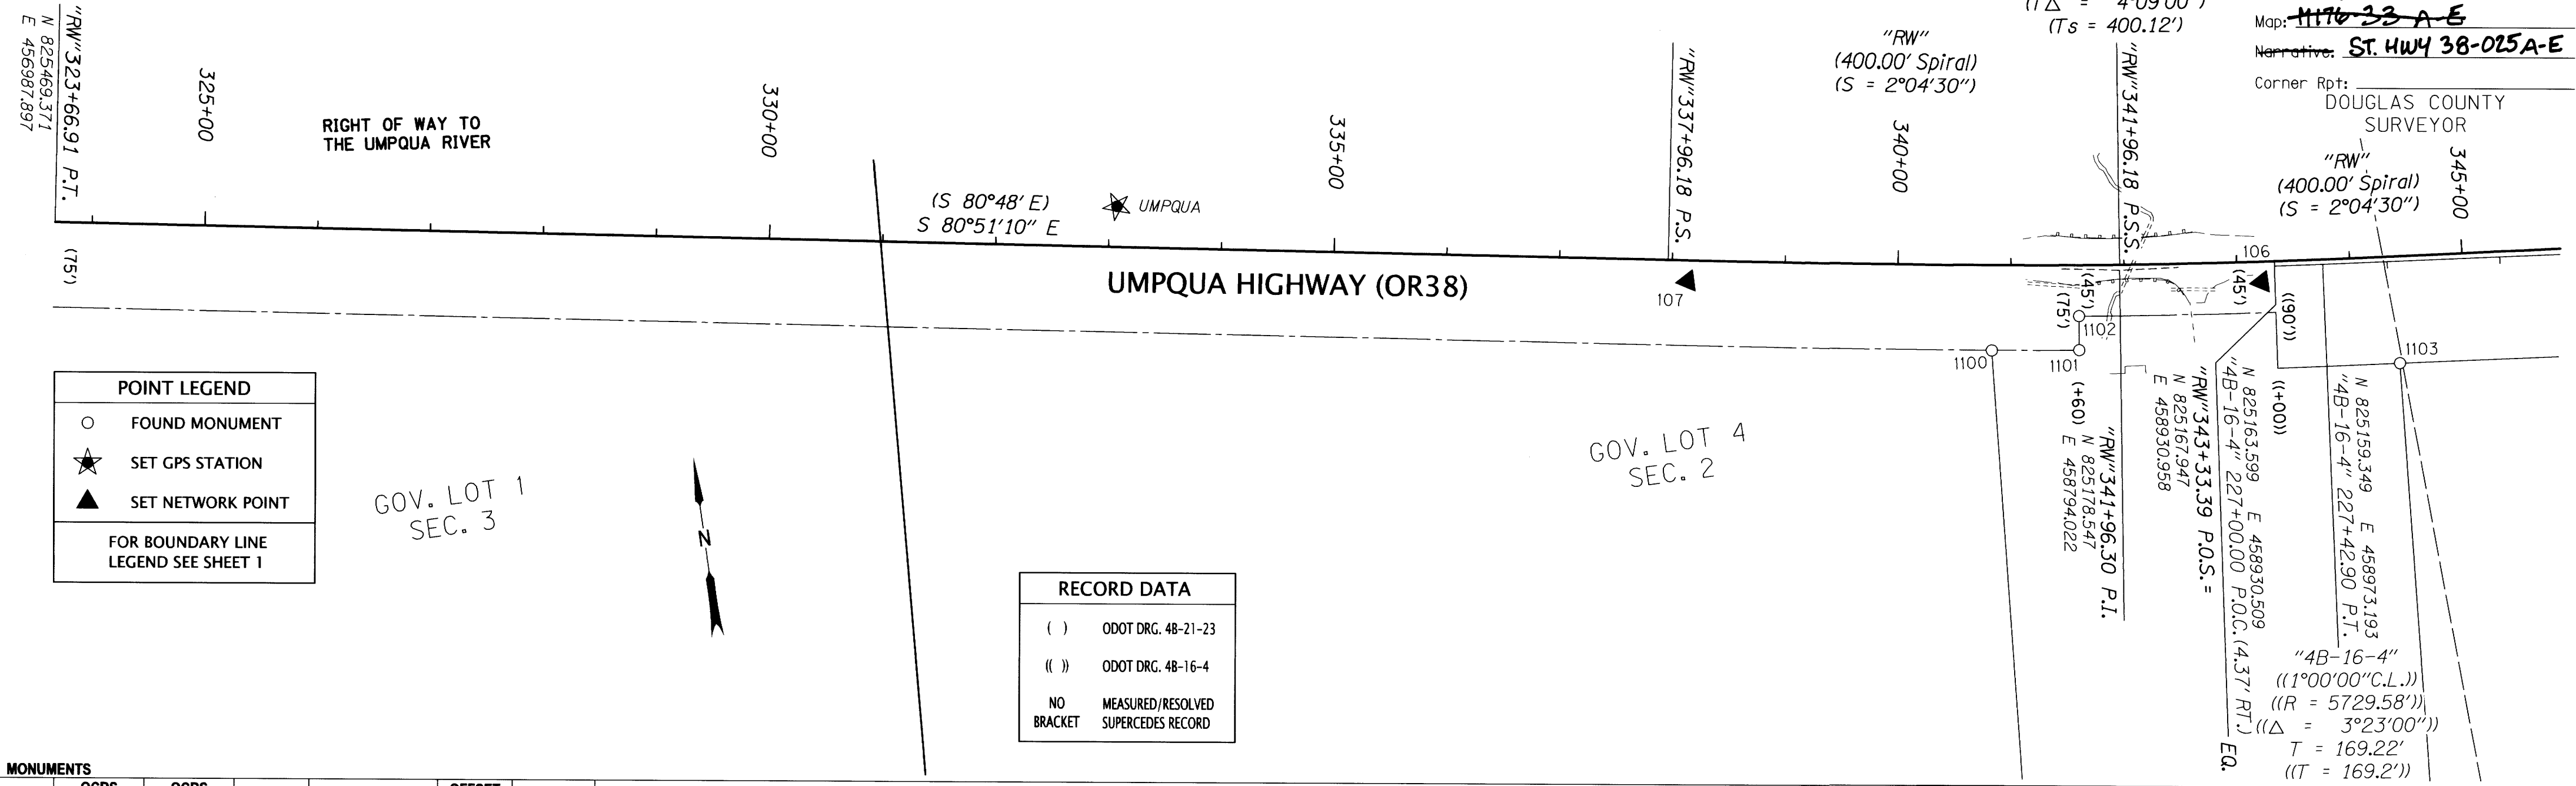 "RW"323+66.91 P.T.
N 825469.371
E 456987.897
325+00
RIGHT OF WAY TO
THE UMPQUA RIVER
330+00
(S 80°48' E)
S 80°51'10" E
UMPQUA
335+00
"RW"337+96.18 P.S.
"RW"
(400.00' Spiral)
(S = 2°04'30")
340+00
4°09'00")
(Ts = 400.12')
"RW"341+96.18 P.S.S.
Map: M176-33 A-E
Narrative: ST. HWY 38-025A-E
Corner Rpt:
DOUGLAS COUNTY
SURVEYOR
"RW"
(400.00' Spiral)
(S = 2°04'30")
345+00
(75')
UMPQUA HIGHWAY (OR38)
107
106
(45')
(75')
(45')
((90'))
1102
1100
1101
1103
(+60)
((+00))
"RW"341+96.30 P.I.
N 825178.547
E 458794.022
"RW"343+33.39 P.O.S. =
N 825167.947
E 458930.958
"4B-16-4" 227+00.00 P.O.C.(4.37' RT.) EQ.
N 825163.599 E 458930.509
"4B-16-4" 227+42.90 P.T.
N 825159.349 E 458973.193
"4B-16-4"
((1°00'00"C.L.))
((R = 5729.58'))
((△ = 3°23'00"))
T = 169.22'
((T = 169.2'))
POINT LEGEND
FOUND MONUMENT
SET GPS STATION
SET NETWORK POINT
FOR BOUNDARY LINE
LEGEND SEE SHEET 1
GOV. LOT 1
SEC. 3
N
GOV. LOT 4
SEC. 2
RECORD DATA
( ) ODOT DRG. 4B-21-23
(( )) ODOT DRG. 4B-16-4
NO BRACKET MEASURED/RESOLVED
SUPERCEDES RECORD
MONUMENTS